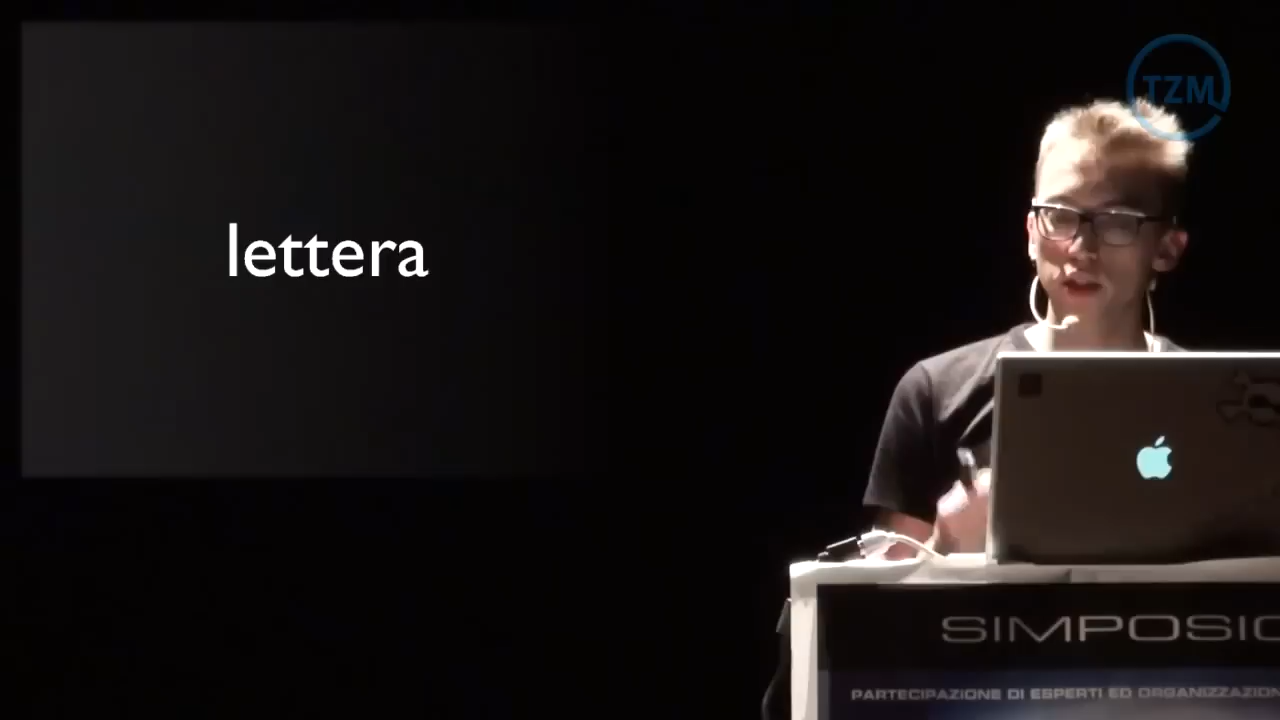 TZM
lettera
SIMPOSIO
PARTECIPAZIONE DI ESPERTI ED ORGANIZZAZION